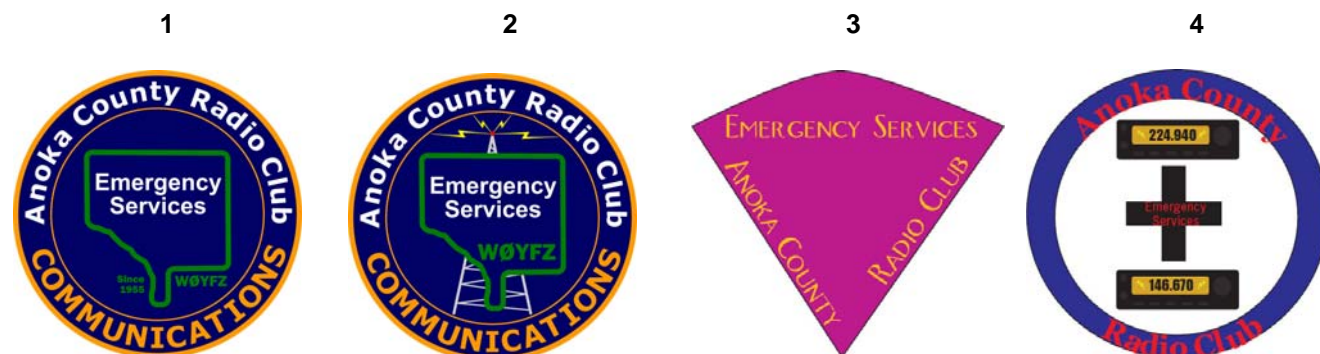 1
2
3
4
Anoka County Radio Club
Emergency
Services
Since
1955
WØYFZ
COMMUNICATIONS
Anoka County Radio Club
Emergency
Services
WØYFZ
COMMUNICATIONS
EMERGENCY SERVICES
ANOKA COUNTY
RADIO CLUB
Anoka County
224.940
Emergency
Services
146.670
Radio Club